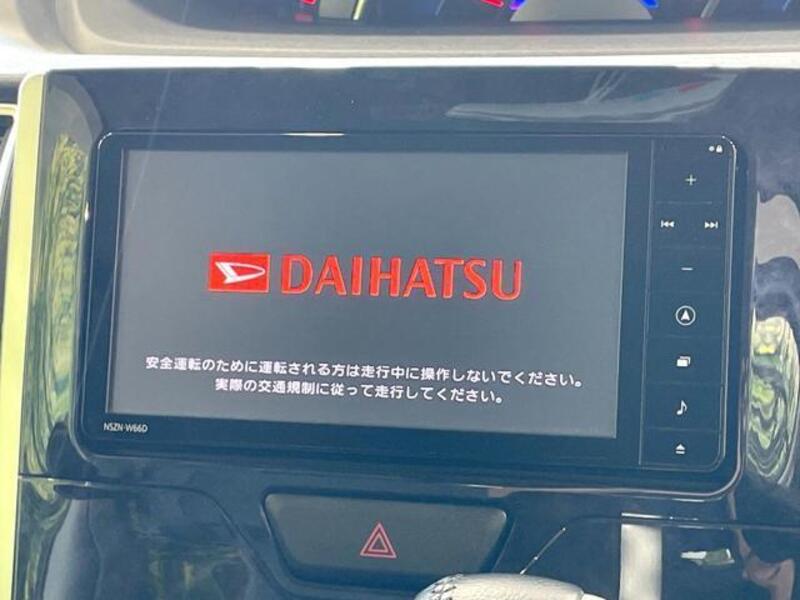 DAIHATSU
安全運転のために運転される方は走行中に操作しないでください。
実際の交通規制に従って走行してください。
NSZN-W66D